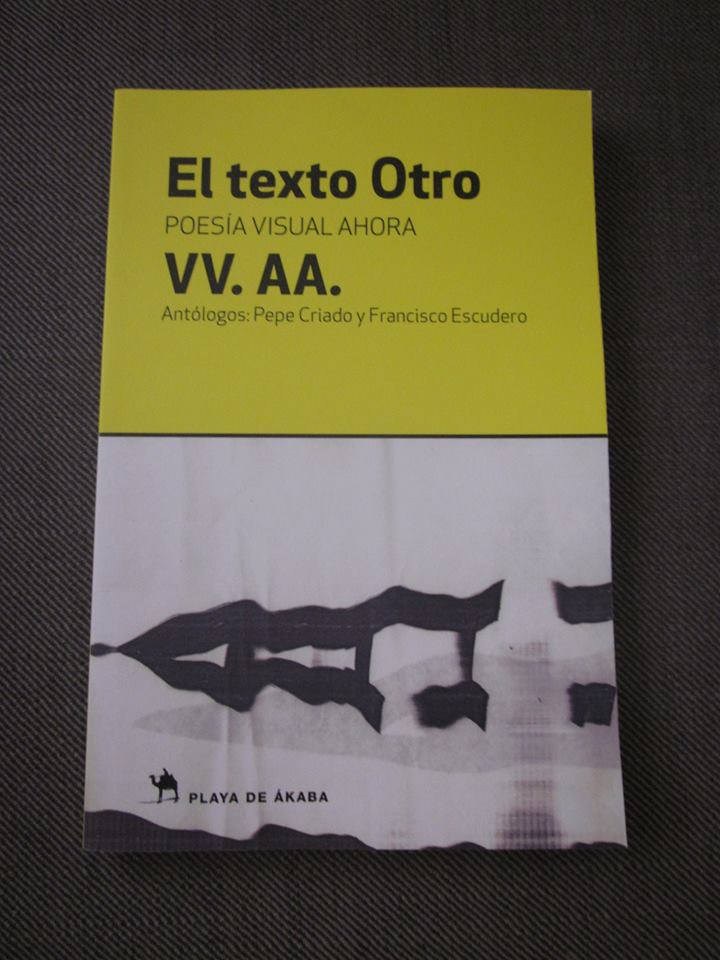 El texto Otro
POESÍA VISUAL AHORA
VV. AA.
Antólogos: Pepe Criado y Francisco Escudero
PLAYA DE ÁKABA